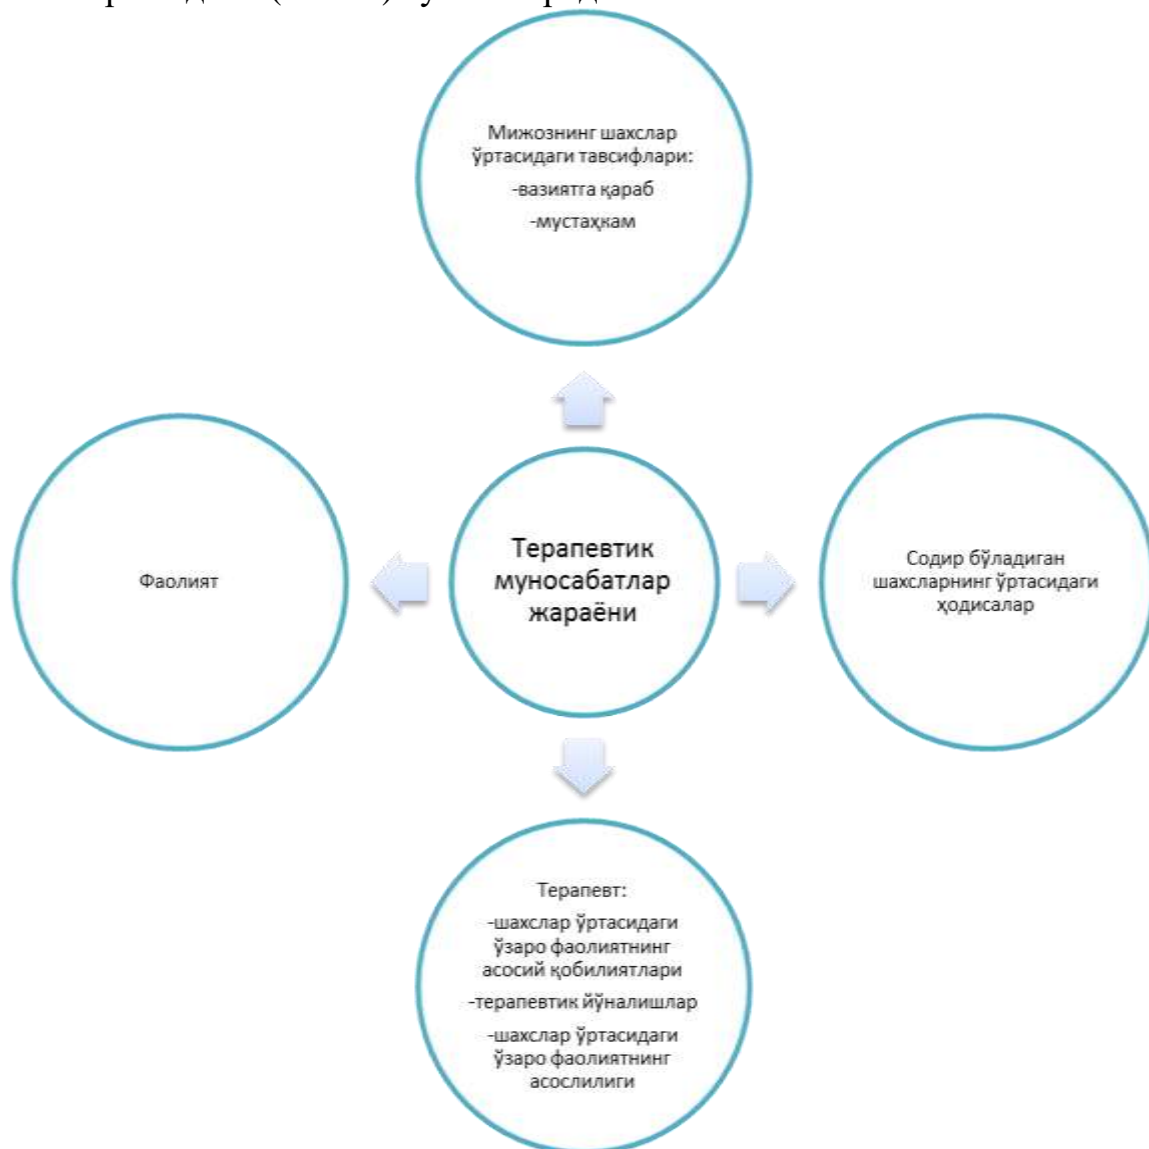 Мижознинг шахслар
ўртасидаги тавсифлари:
-вазиятга қараб
-мустаҳкам
Фаолият
Терапевтик
муносабатлар
жараёни
Содир бўладиган
шахсларнинг ўртасидаги
ҳодисалар
Терапевт:
-шахслар ўртасидаги
ўзаро фаолиятнинг
асосий қобилиятлари
-терапевтик йўналишлар
-шахслар ўртасидаги
ўзаро фаолиятнинг
асослилиги